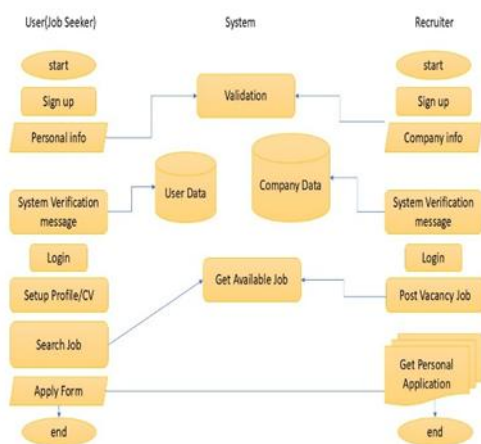 User(Job Seeker)
System
Recruiter
start
Sign up
Personal info
System Verification
message
Login
Setup Profile/CV
Search Job
Apply Form
end
Validation
User Data
Company Data
Get Available Job
start
Sign up
Company info
System Verification
message
Login
Post Vacancy Job
Get Personal
Application
end